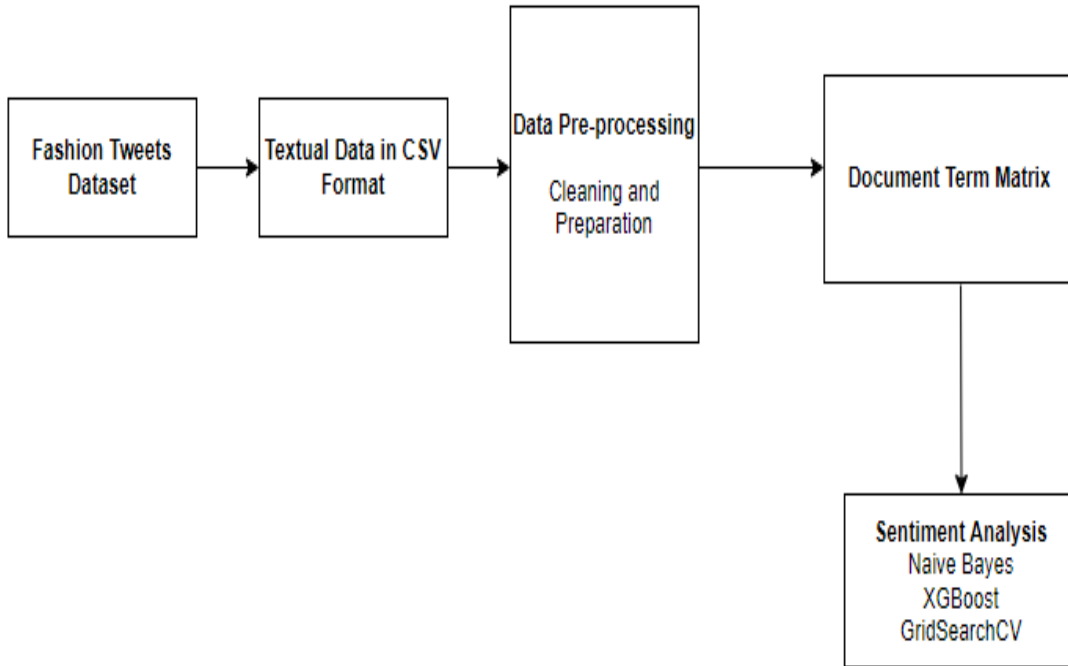 Fashion Tweets
Dataset
Textual Data in CSV
Format
Data Pre-processing
Cleaning and
Preparation
Document Term Matrix
Sentiment Analysis
Naive Bayes
XGBoost
GridSearchCV